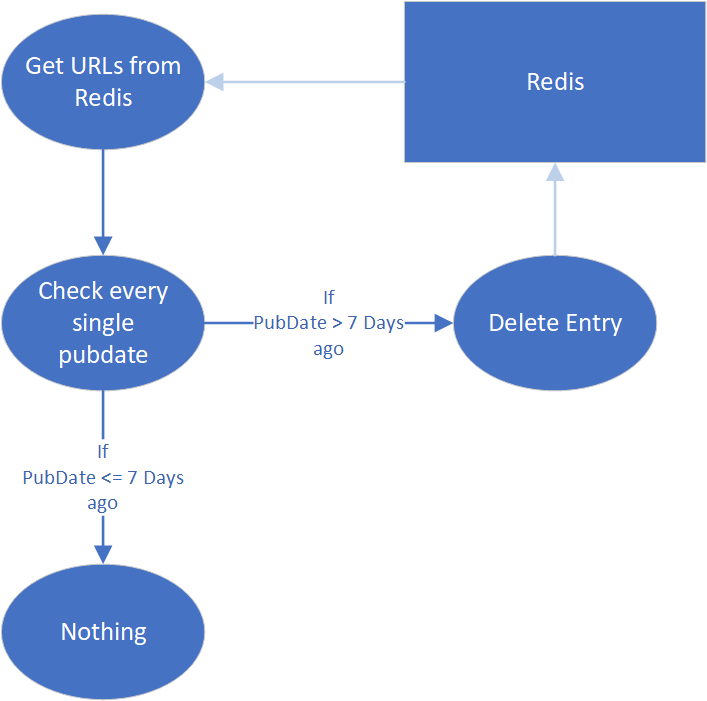 Get URLs from
Redis
Redis
Check every
single
pubdate
If
PubDate > 7 Days
ago
Delete Entry
If
PubDate <= 7 Days
ago
Nothing